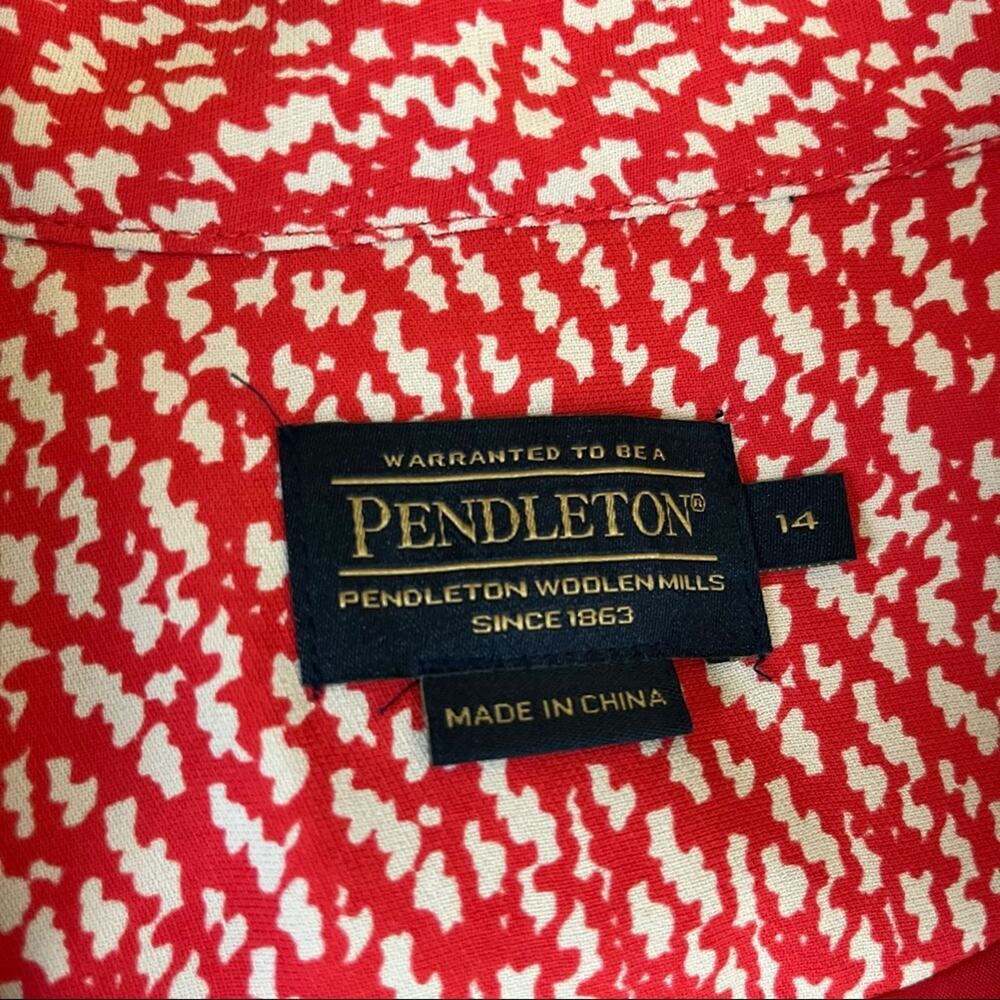 WARRANTED TO BE A
PENDLETON®
14
PENDLETON WOOLEN MILLS
SINCE 1863
MADE IN CHINA